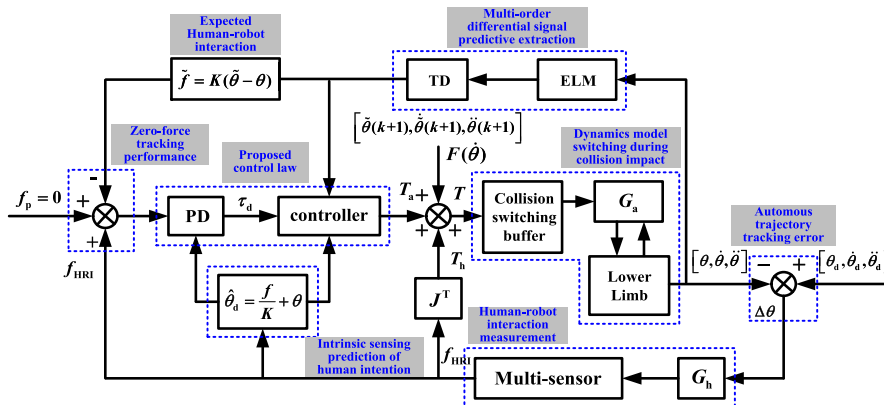 Expected
Human-robot
interaction
Multi-order
differential signal
predictive extraction
f̃ = K(θ̃ − θ)
TD
ELM
[θ̃(k+1), θ̃̇(k+1), θ̈(k+1)]
Zero-force
tracking
performance
Proposed
control law
F(θ̇)
Dynamics model
switching during
collision impact
-
f_p = 0
+
+
f_HRI
PD
τ_d
controller
T_a
+
+
+
T
T_h
Collision
switching
buffer
G_a
Lower
Limb
Automous
trajectory
tracking error
[θ, θ̇, θ̈]
−
+
[θ_d, θ̇_d, θ̈_d]
Δθ
θ̂_d = f/K + θ
J^T
Human-robot
interaction
measurement
Intrinsic sensing
prediction of
human intention
f_HRI
Multi-sensor
G_h